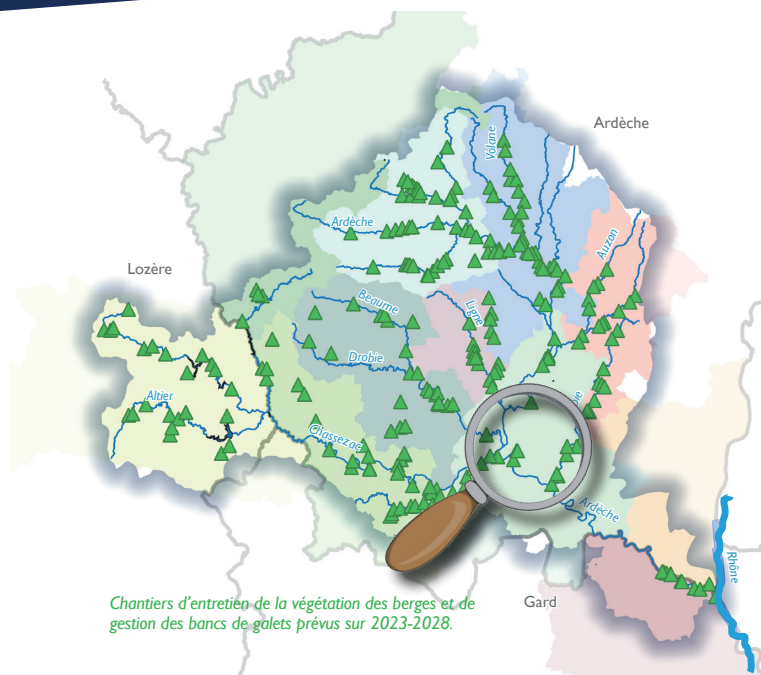 Ardèche
Volane
Ardèche
Auzon
Lozère
Beaume
Ligne
Drobie
Altier
Chassezac
Ardèche
Rhône
Gard
Chantiers d'entretien de la végétation des berges et de
gestion des bancs de galets prévus sur 2023-2028.